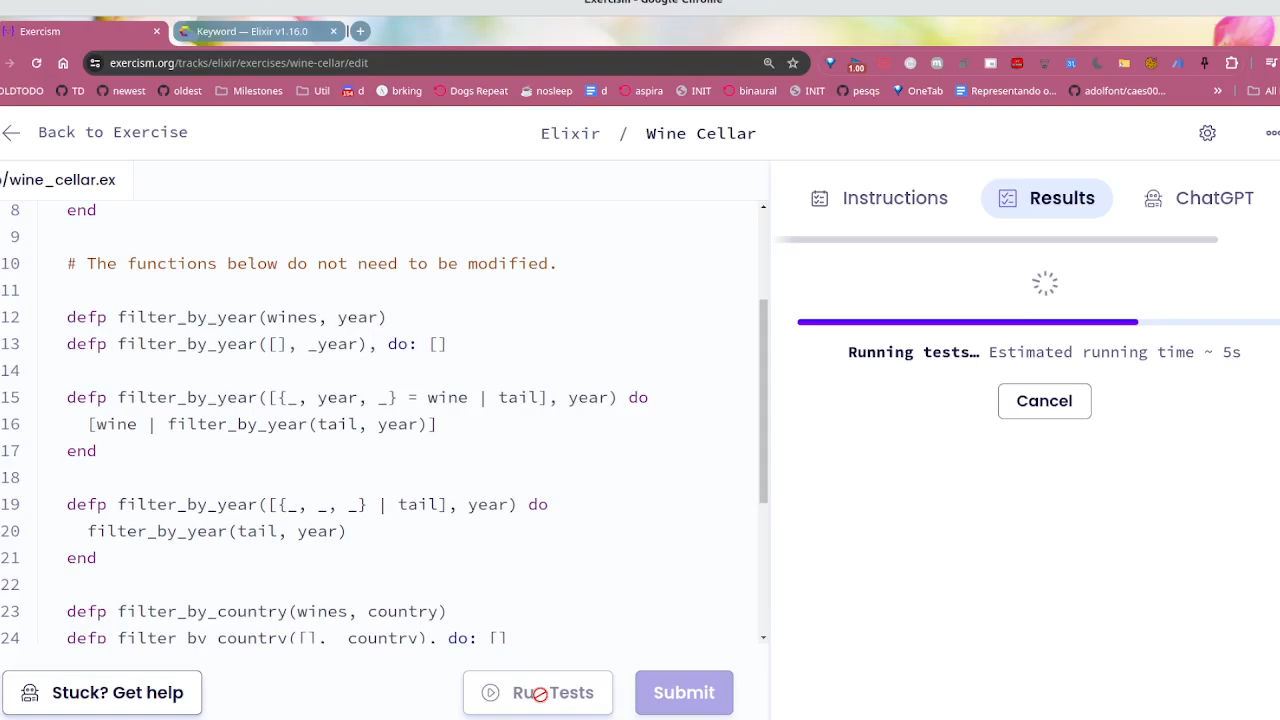 Exercism - Google Chrome
Exercism
Keyword — Elixir v1.16.0
exercism.org/tracks/elixir/exercises/wine-cellar/edit
1.00
OLDTODO TD newest oldest Milestones Util d brking Dogs Repeat nosleep d aspira INIT binaural INIT pesqs OneTab Representando o... adolfont/caes00... » All
Back to Exercise
Elixir / Wine Cellar
/wine_cellar.ex
Instructions
Results
ChatGPT
8 end
9
10 # The functions below do not need to be modified.
11
12 defp filter_by_year(wines, year)
13 defp filter_by_year([], _year), do: []
14
15 defp filter_by_year([{_, year, _} = wine | tail], year) do
16 [wine | filter_by_year(tail, year)]
17 end
18
19 defp filter_by_year([{_, _, _} | tail], year) do
20 filter_by_year(tail, year)
21 end
22
23 defp filter_by_country(wines, country)
24 defp filter_by_country([], _country), do: []
Running tests… Estimated running time ~ 5s
Cancel
Stuck? Get help
Run Tests
Submit